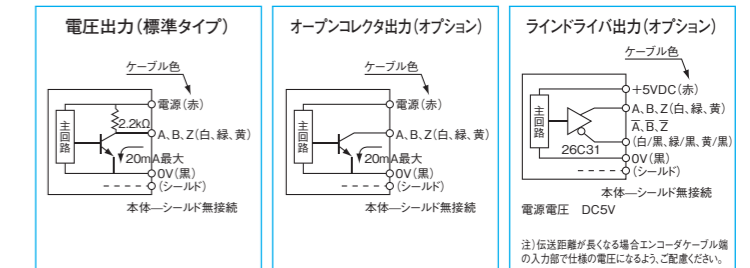 電圧出力(標準タイプ)
ケーブル色
電源(赤)
2.2kΩ
主回路
A、B、Z(白、緑、黄)
20mA最大
0V(黒)
(シールド)
本体―シールド無接続
オープンコレクタ出力(オプション)
ケーブル色
電源(赤)
主回路
A、B、Z(白、緑、黄)
20mA最大
0V(黒)
(シールド)
本体―シールド無接続
ラインドライバ出力(オプション)
ケーブル色
+5VDC(赤)
主回路
A、B、Z(白、緑、黄)
A̅、B̅、Z̅
(白/黒、緑/黒、黄/黒)
26C31
0V(黒)
(シールド)
本体―シールド無接続
電源電圧 DC5V
注)伝送距離が長くなる場合エンコーダケーブル端
の入力部で仕様の電圧になるよう、ご配慮ください。